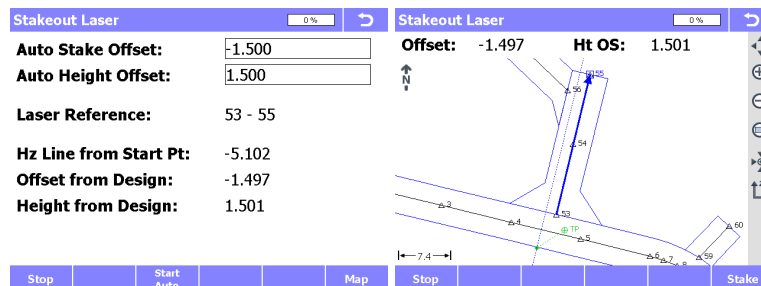 Stakeout Laser
0 %
Auto Stake Offset: -1.500
Auto Height Offset: 1.500
Laser Reference: 53 - 55
Hz Line from Start Pt: -5.102
Offset from Design: -1.497
Height from Design: 1.501
Stop
Start
Auto
Map
Stakeout Laser
0 %
Offset: -1.497 Ht OS: 1.501
N
55
56
54
53
3
4
TP
5
60
6
7
8
59
7.4
Stop
Stake